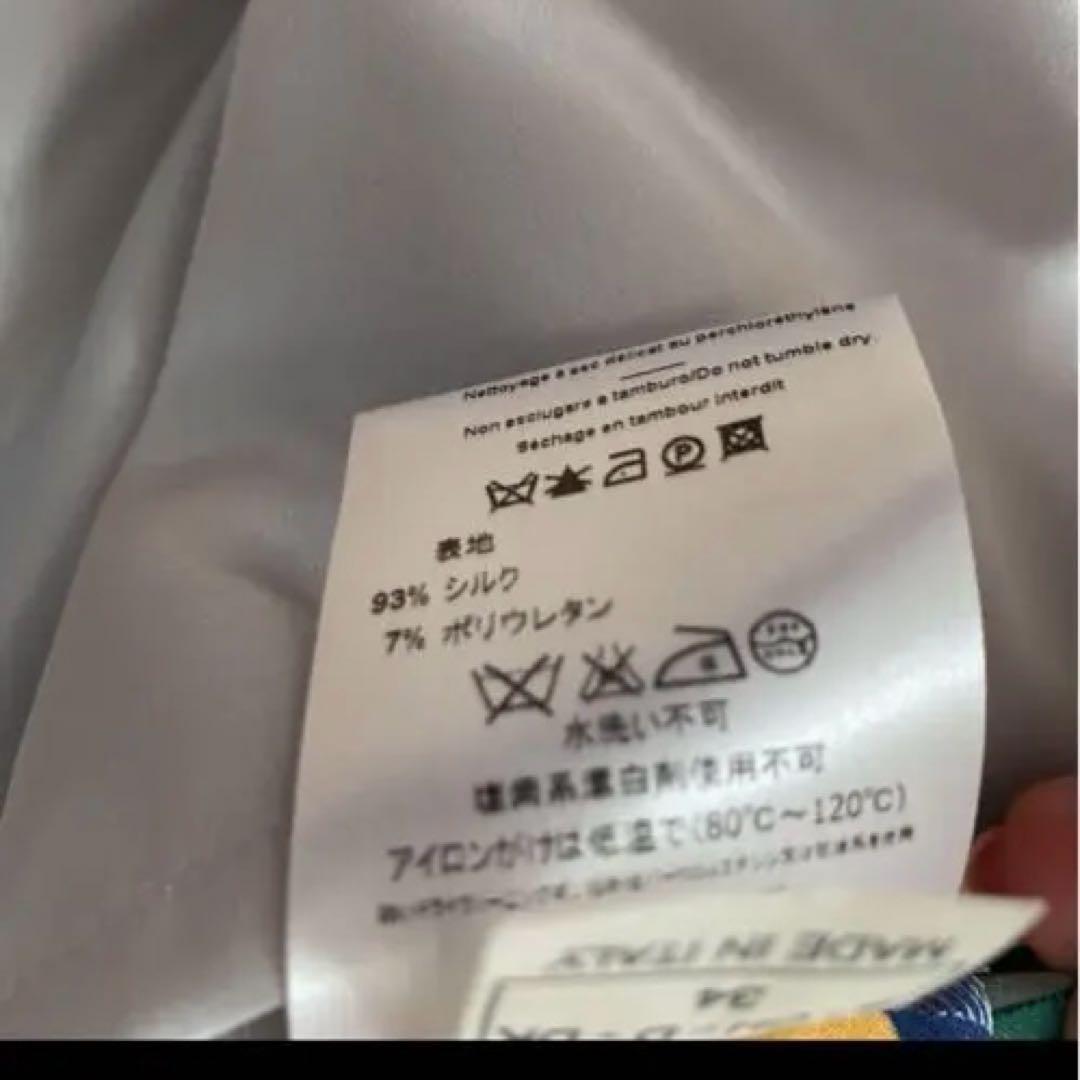 Nettoyage à sec délicat au perchloréthylène
Non asciugare a tamburo/Do not tumble dry
Séchage en tambour interdit
P
表地
93% シルク
7% ポリウレタン
水洗い不可
塩素系漂白剤使用不可
アイロンがけは低温で(80℃~120℃)
MADE IN ITALY
34